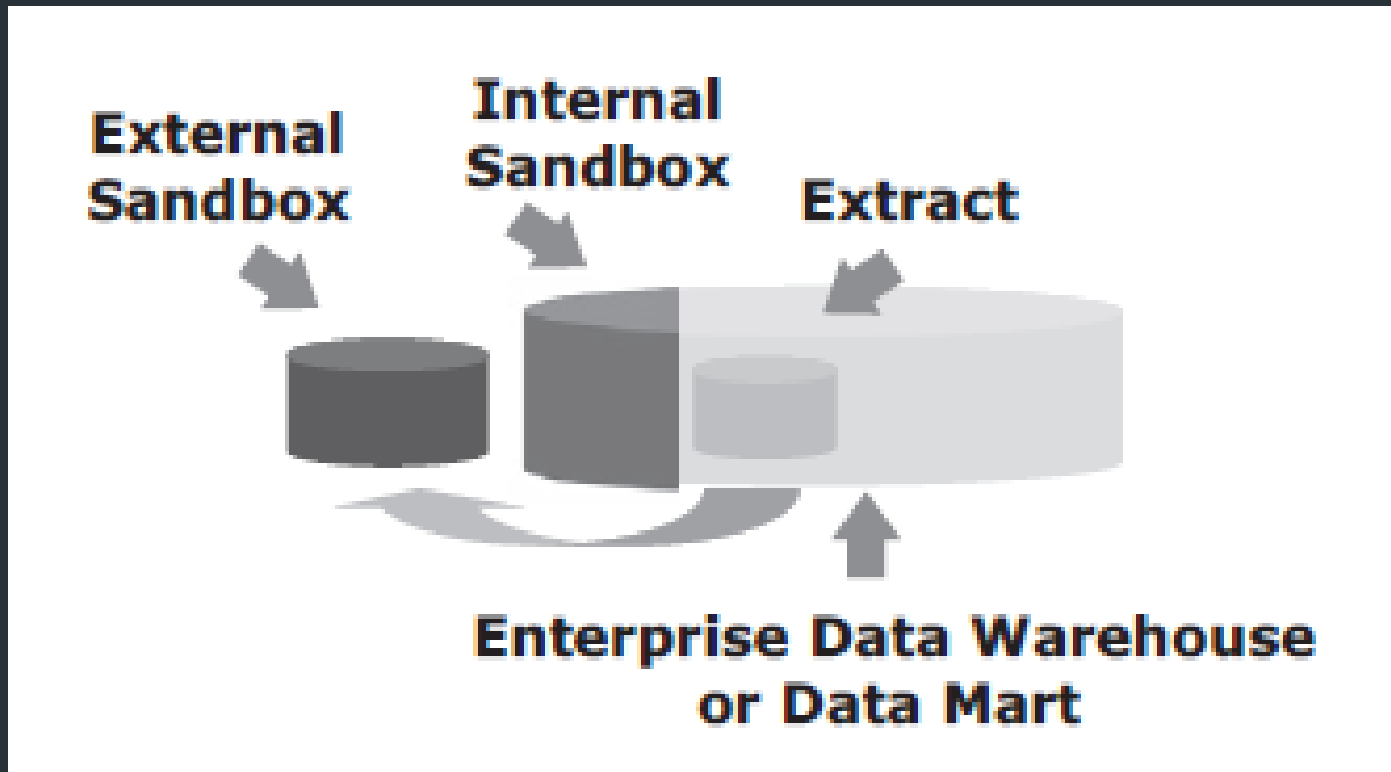 External
Sandbox
Internal
Sandbox
Extract
Enterprise Data Warehouse
or Data Mart